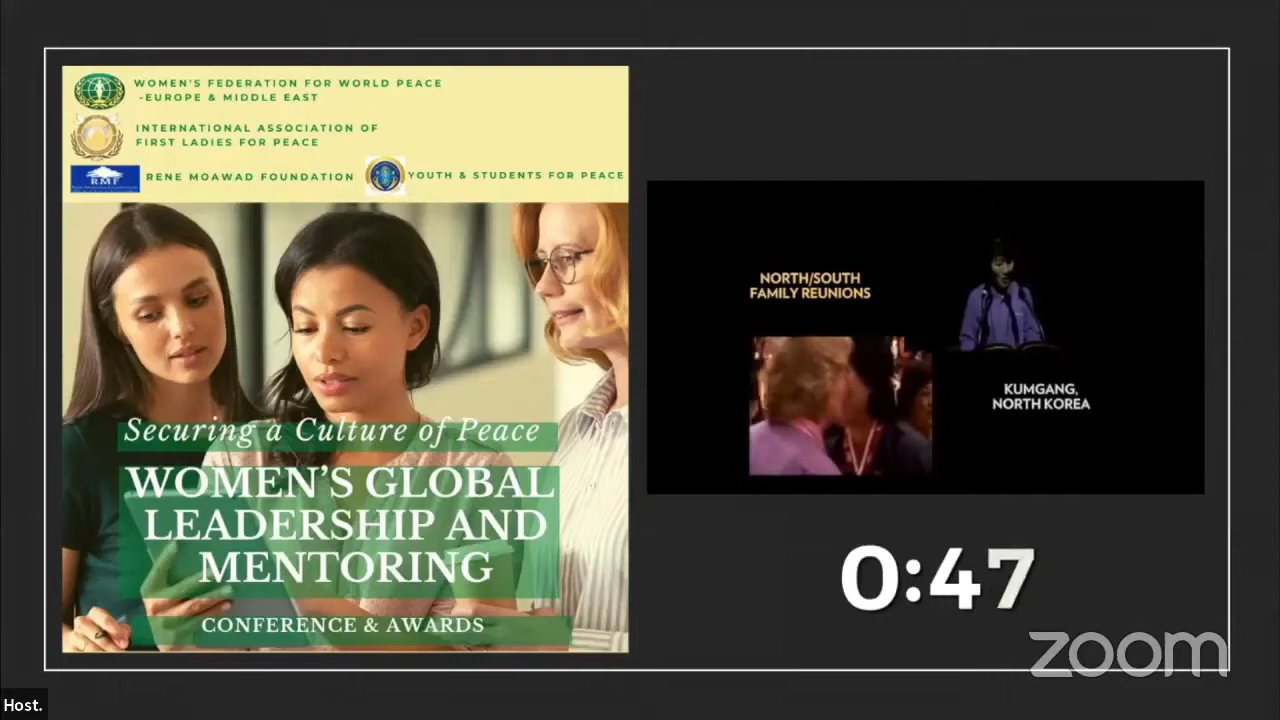 WOMEN'S FEDERATION FOR WORLD PEACE
-EUROPE & MIDDLE EAST
INTERNATIONAL ASSOCIATION OF
FIRST LADIES FOR PEACE
RMF
RENE MOAWAD FOUNDATION
YOUTH & STUDENTS FOR PEACE
Securing a Culture of Peace
WOMEN'S GLOBAL
LEADERSHIP AND
MENTORING
CONFERENCE & AWARDS
NORTH/SOUTH
FAMILY REUNIONS
KUMGANG,
NORTH KOREA
0:47
zoom
Host.